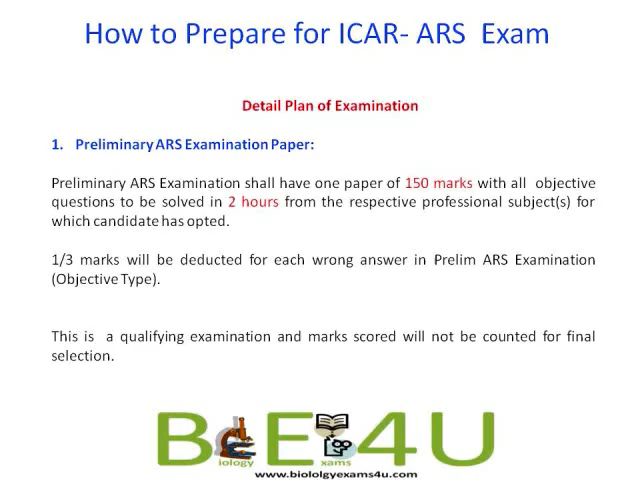 How to Prepare for ICAR- ARS Exam
Detail Plan of Examination
1. Preliminary ARS Examination Paper:
Preliminary ARS Examination shall have one paper of 150 marks with all objective
questions to be solved in 2 hours from the respective professional subject(s) for
which candidate has opted.
1/3 marks will be deducted for each wrong answer in Prelim ARS Examination
(Objective Type).
This is a qualifying examination and marks scored will not be counted for final
selection.
B E 4 U
iology xams
www.biololgyexams4u.com